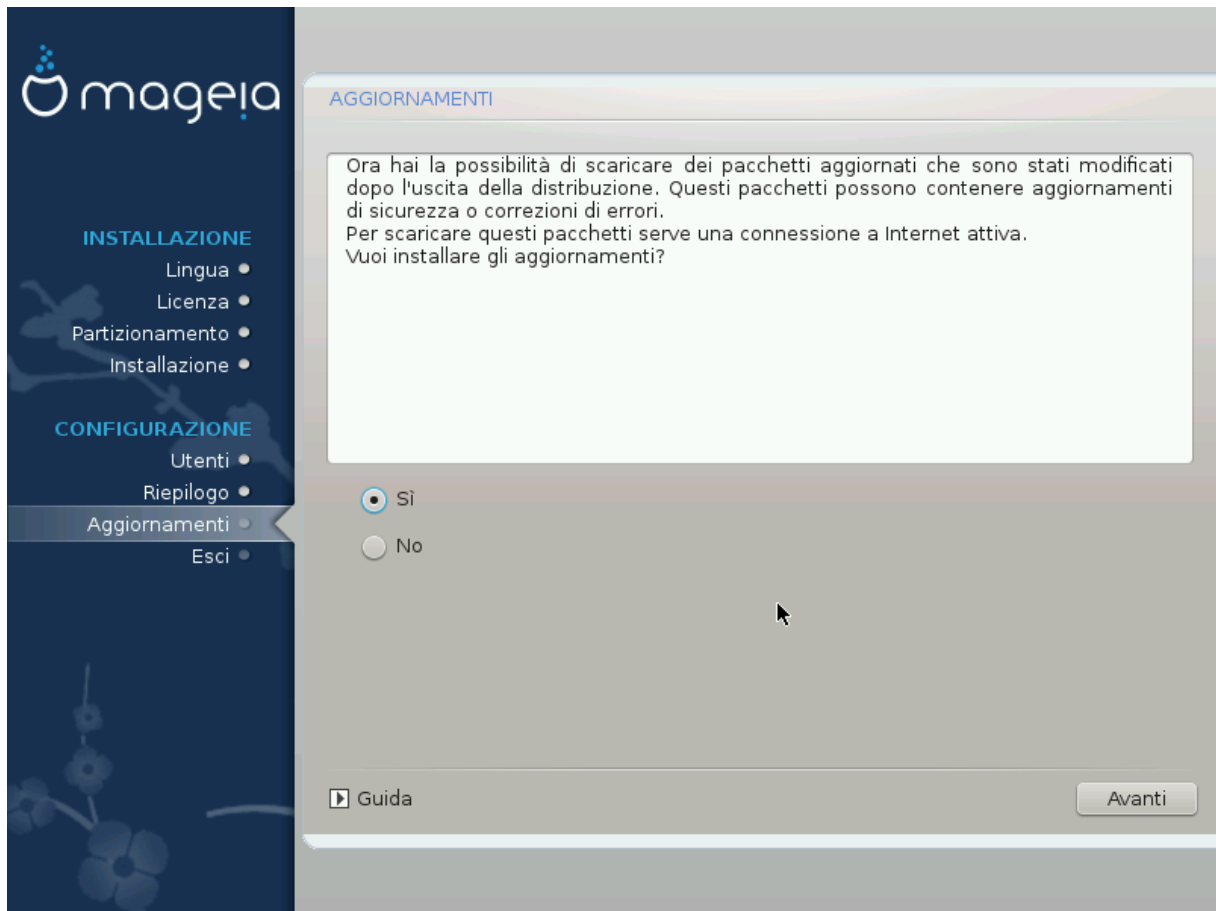 mageia
INSTALLAZIONE
Lingua
Licenza
Partizionamento
Installazione
CONFIGURAZIONE
Utenti
Riepilogo
Aggiornamenti
Esci
AGGIORNAMENTI
Ora hai la possibilità di scaricare dei pacchetti aggiornati che sono stati modificati
dopo l'uscita della distribuzione. Questi pacchetti possono contenere aggiornamenti
di sicurezza o correzioni di errori.
Per scaricare questi pacchetti serve una connessione a Internet attiva.
Vuoi installare gli aggiornamenti?
Sì
No
Guida
Avanti